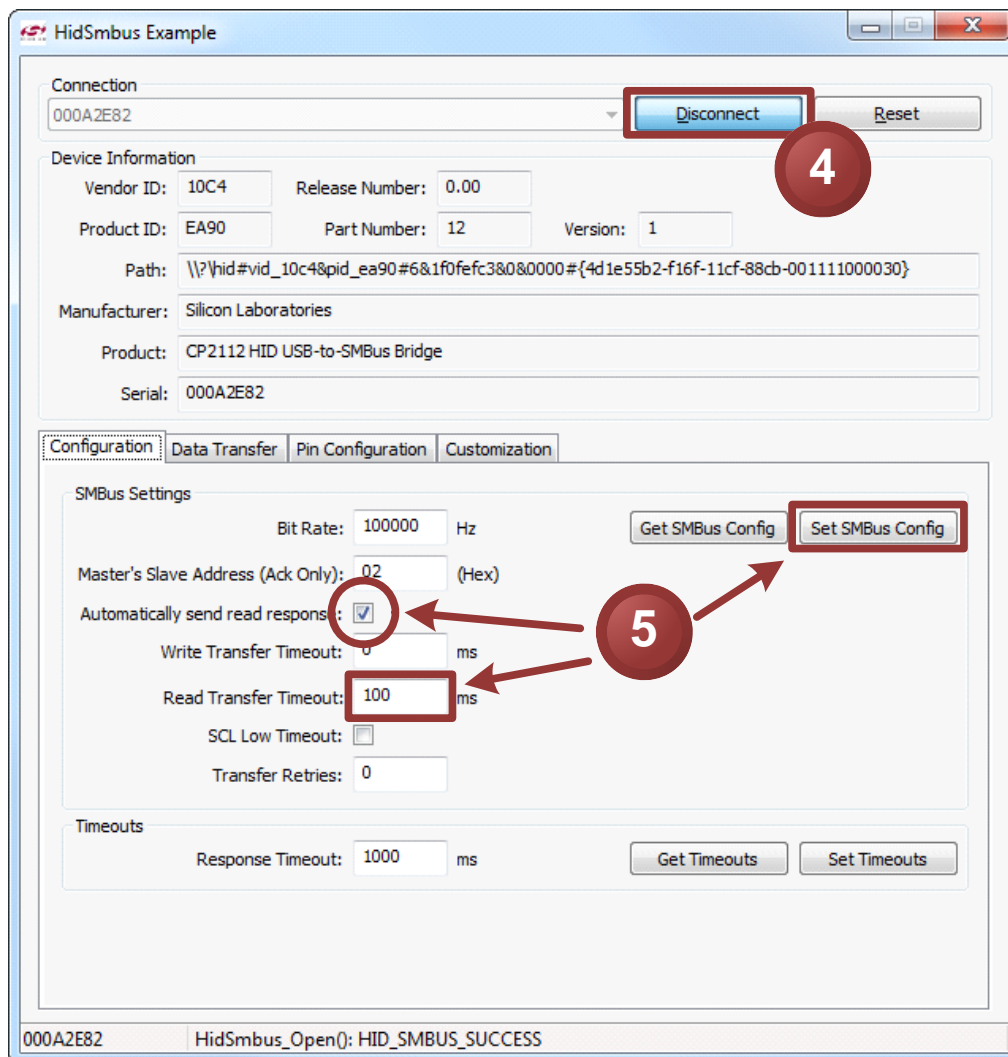 HidSmbus Example
Connection
000A2E82 Disconnect Reset
4
Device Information
Vendor ID: 10C4 Release Number: 0.00
Product ID: EA90 Part Number: 12 Version: 1
Path: \\?\hid#vid_10c4&pid_ea90#6&1f0fefc3&0&0000#{4d1e55b2-f16f-11cf-88cb-001111000030}
Manufacturer: Silicon Laboratories
Product: CP2112 HID USB-to-SMBus Bridge
Serial: 000A2E82
Configuration Data Transfer Pin Configuration Customization
SMBus Settings
Bit Rate: 100000 Hz Get SMBus Config Set SMBus Config
Master's Slave Address (Ack Only): 02 (Hex)
Automatically send read response:
5
Write Transfer Timeout: 0 ms
Read Transfer Timeout: 100 ms
SCL Low Timeout:
Transfer Retries: 0
Timeouts
Response Timeout: 1000 ms Get Timeouts Set Timeouts
000A2E82 HidSmbus_Open(): HID_SMBUS_SUCCESS